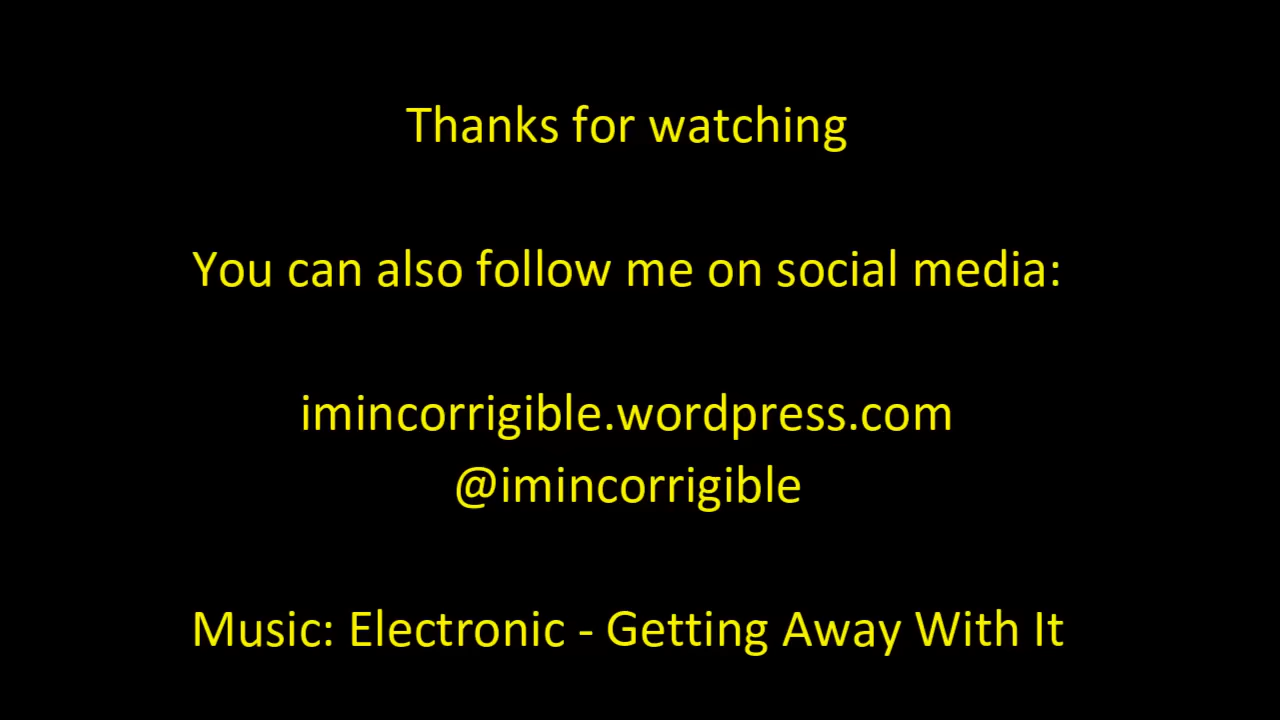 Thanks for watching
You can also follow me on social media:
imincorrigible.wordpress.com
@imincorrigible
Music: Electronic - Getting Away With It